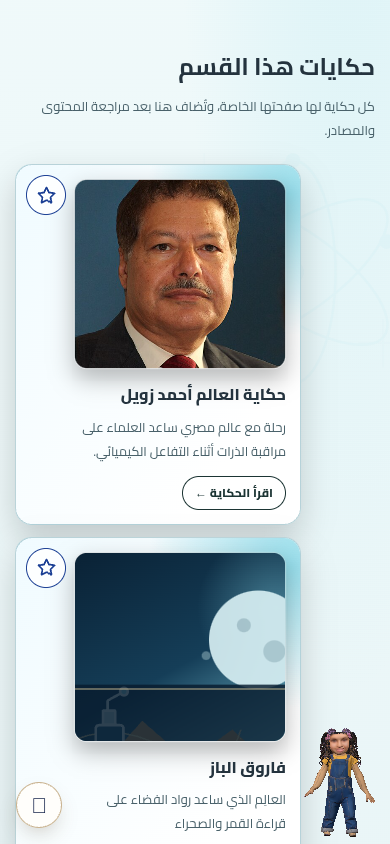 حكايات هذا القسم
كل حكاية لها صفحتها الخاصة، وتُضاف هنا بعد مراجعة المحتوى
والمصادر.
حكاية العالم أحمد زويل
رحلة مع عالم مصري ساعد العلماء على
مراقبة الذرات أثناء التفاعل الكيميائي.
اقرأ الحكاية ←
فاروق الباز
العالِم الذي ساعد رواد الفضاء على
قراءة القمر والصحراء